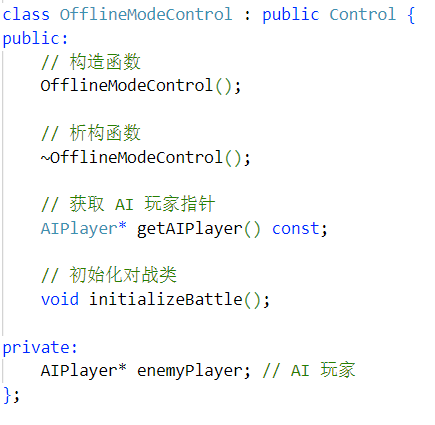 class OfflineModeControl : public Control {
public:
    // 构造函数
    OfflineModeControl();

    // 析构函数
    ~OfflineModeControl();

    // 获取 AI 玩家指针
    AIPlayer* getAIPlayer() const;

    // 初始化对战类
    void initializeBattle();

private:
    AIPlayer* enemyPlayer; // AI 玩家
};